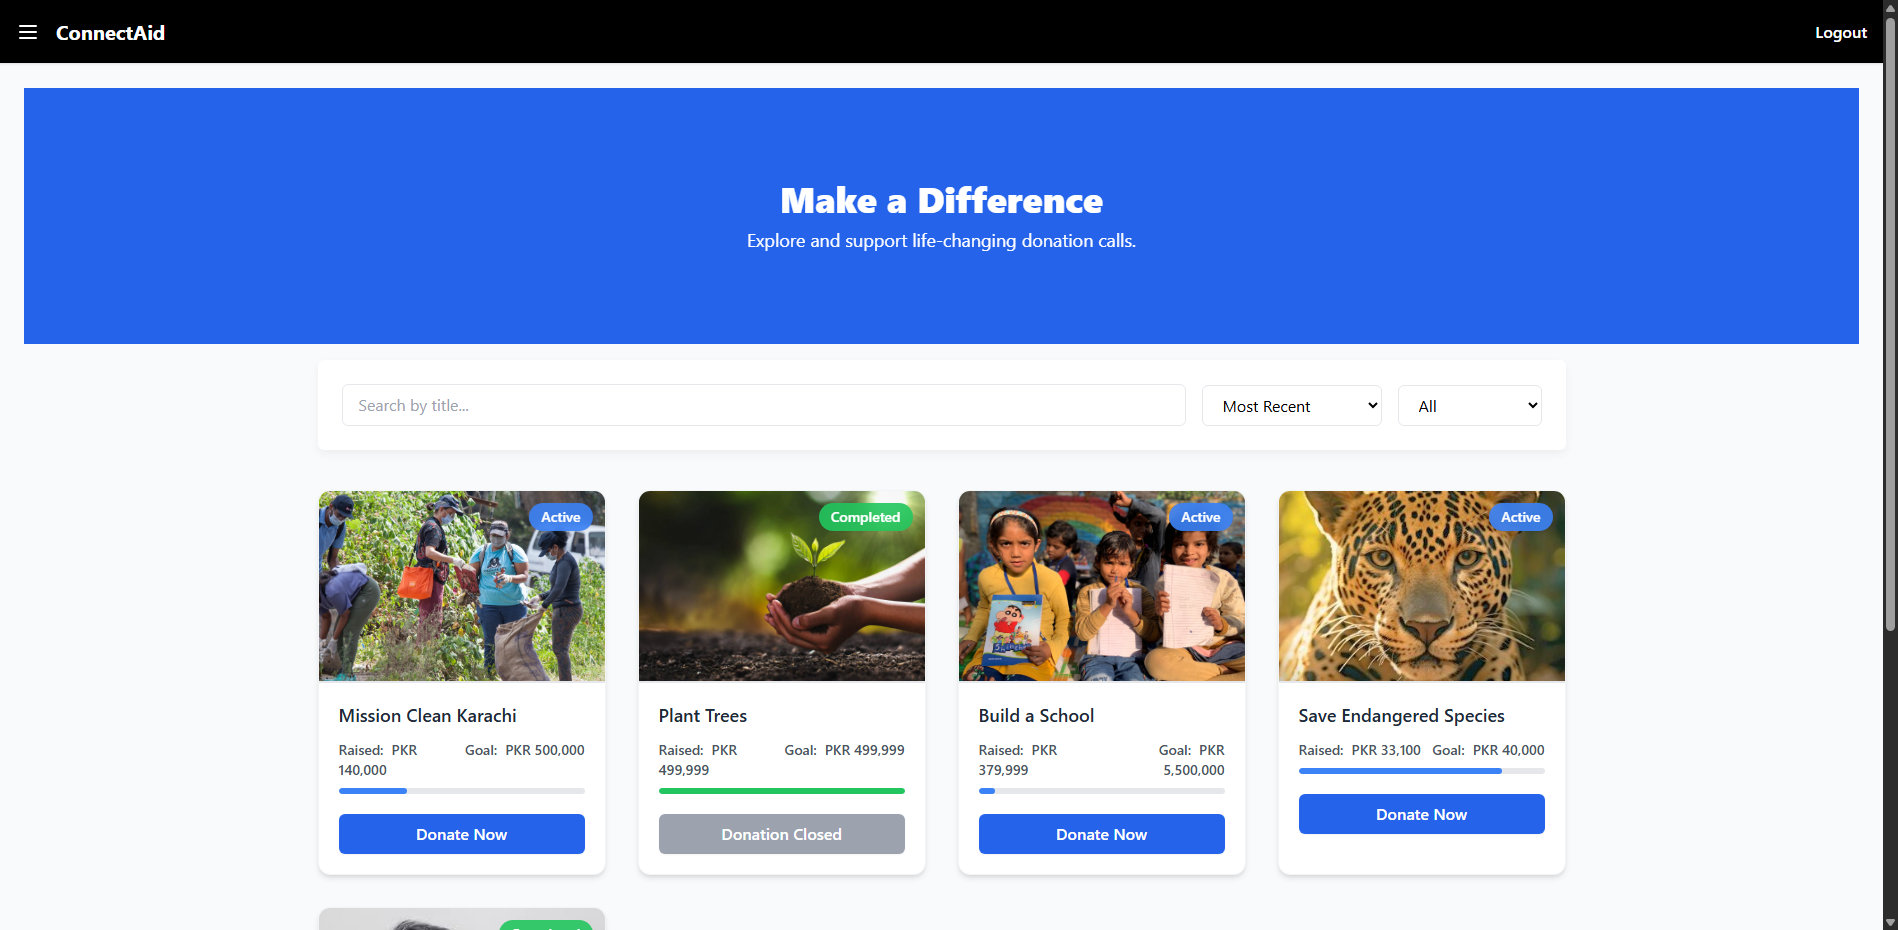 ConnectAid
Logout
Make a Difference
Explore and support life-changing donation calls.
Search by title...
Most Recent
All
Active
Completed
Active
Active
Mission Clean Karachi
Raised: PKR 140,000
Goal: PKR 500,000
Donate Now
Plant Trees
Raised: PKR 499,999
Goal: PKR 499,999
Donation Closed
Build a School
Raised: PKR 379,999
Goal: PKR 5,500,000
Donate Now
Save Endangered Species
Raised: PKR 33,100
Goal: PKR 40,000
Donate Now